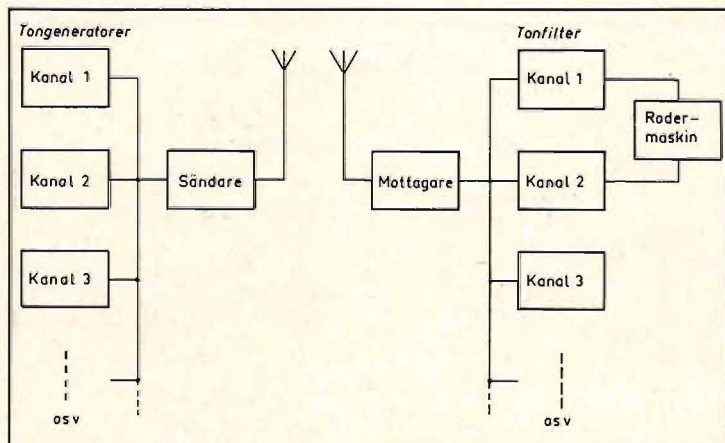 Tongeneratorer
Kanal 1
Kanal 2
Kanal 3
osv
Sändare
Mottagare
Tonfilter
Kanal 1
Kanal 2
Kanal 3
osv
Roder-
maskin